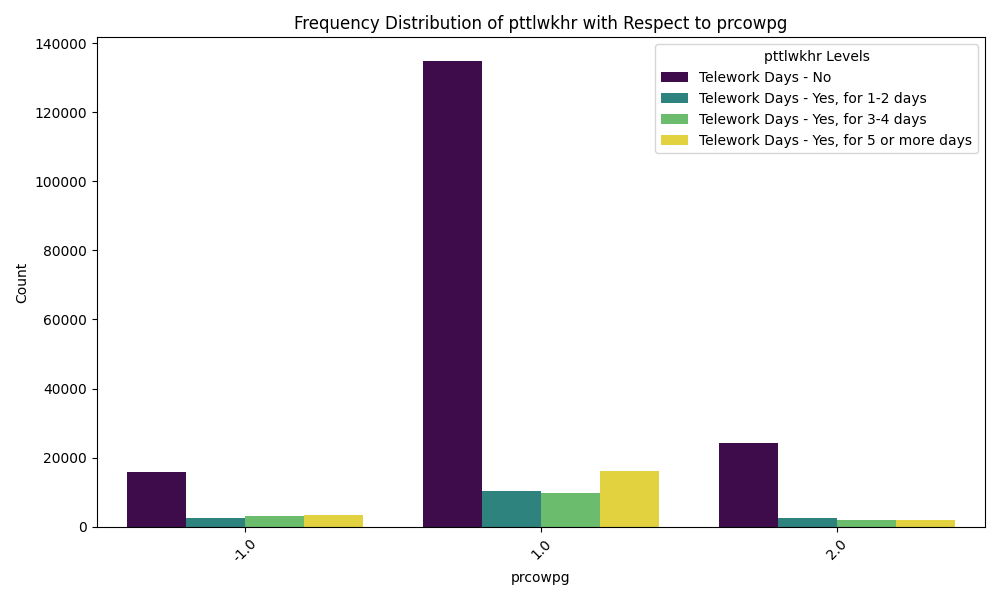 Frequency Distribution of pttlwkhr with Respect to prcowpg
pttlwkhr Levels
Telework Days - No
Telework Days - Yes, for 1-2 days
Telework Days - Yes, for 3-4 days
Telework Days - Yes, for 5 or more days
140000
120000
100000
80000
60000
40000
20000
0
Count
-1.0
1.0
2.0
prcowpg